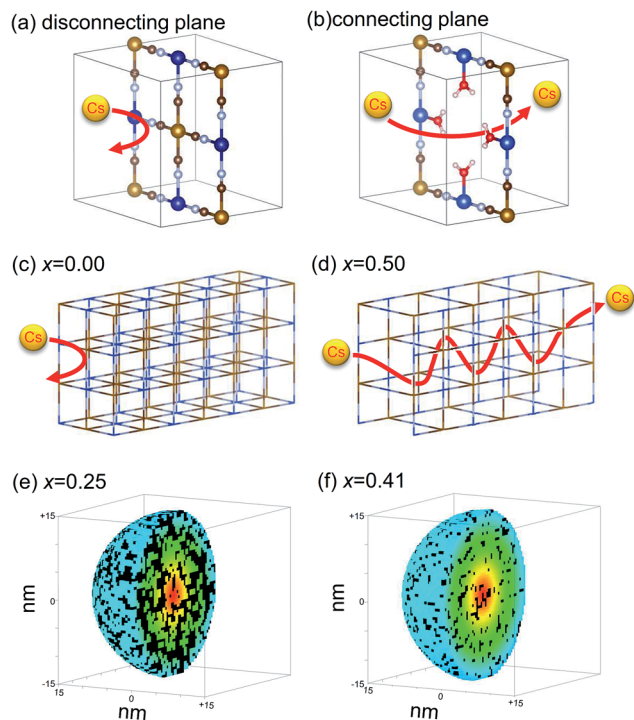 (a) disconnecting plane
(b)connecting plane
Cs
Cs
Cs
(c) x=0.00
(d) x=0.50
Cs
Cs
Cs
(e) x=0.25
(f) x=0.41
+15
+15
nm
0
nm
0
-15
15
0
+15
-15
15
0
+15
nm
nm